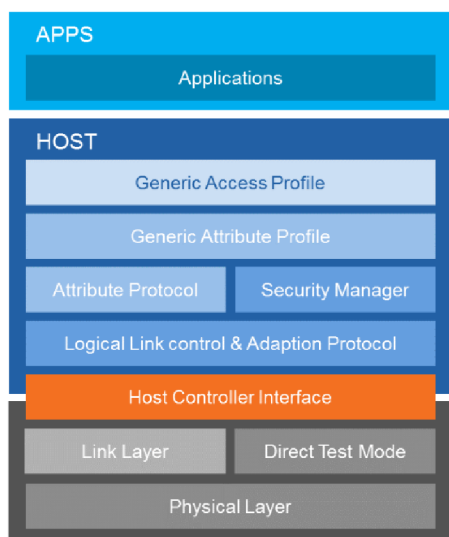 APPS
Applications
HOST
Generic Access Profile
Generic Attribute Profile
Attribute Protocol
Security Manager
Logical Link control & Adaption Protocol
Host Controller Interface
Link Layer
Direct Test Mode
Physical Layer